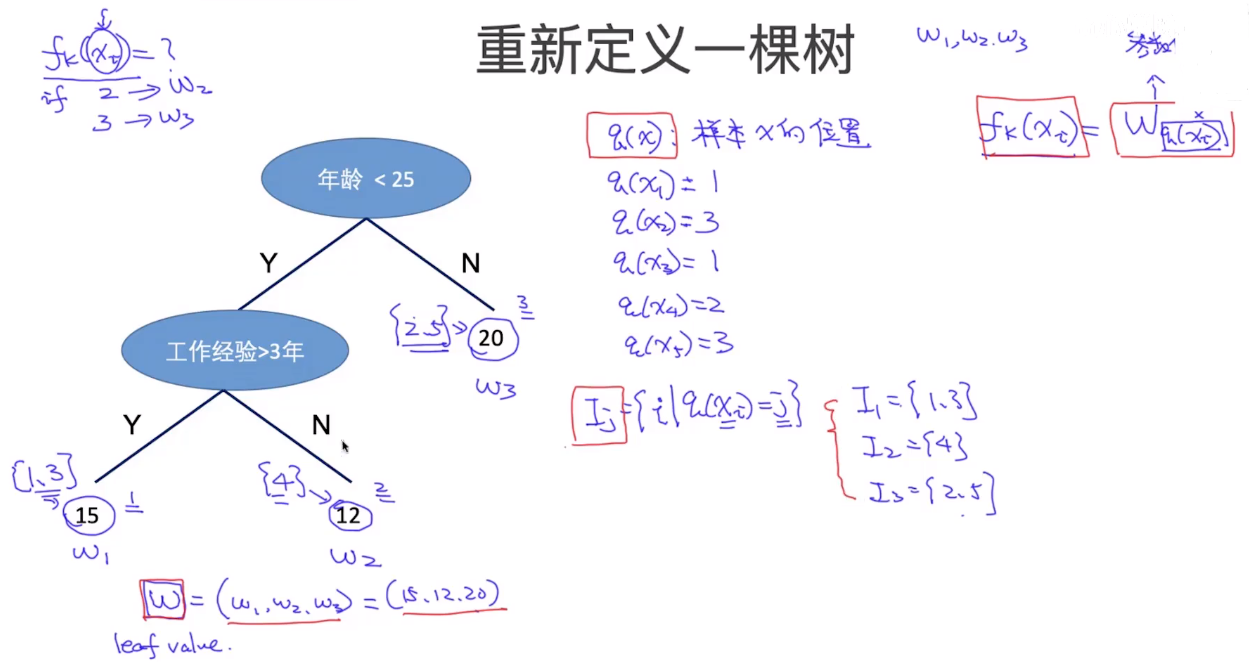 重新定义一棵树
f_K(x_i) = ?
if 2 → w_2
3 → w_3
w_1, w_2. w_3
参数
f_K(x_i) = W_{q(x_i)}
q(x): 样本x的位置
q(x_1) = 1
q(x_2) = 3
q(x_3) = 1
q(x_4) = 2
q(x_5) = 3
年龄 < 25
Y
N
{2.5} → 20
3
w_3
工作经验>3年
Y
N
{1.3} → 15
1
w_1
{4} → 12
2
w_2
I_j = {i | q(x_i) = j}
I_1 = {1.3}
I_2 = {4}
I_3 = {2.5}
W = (w_1, w_2, w_3) = (15.12.20)
leaf value.